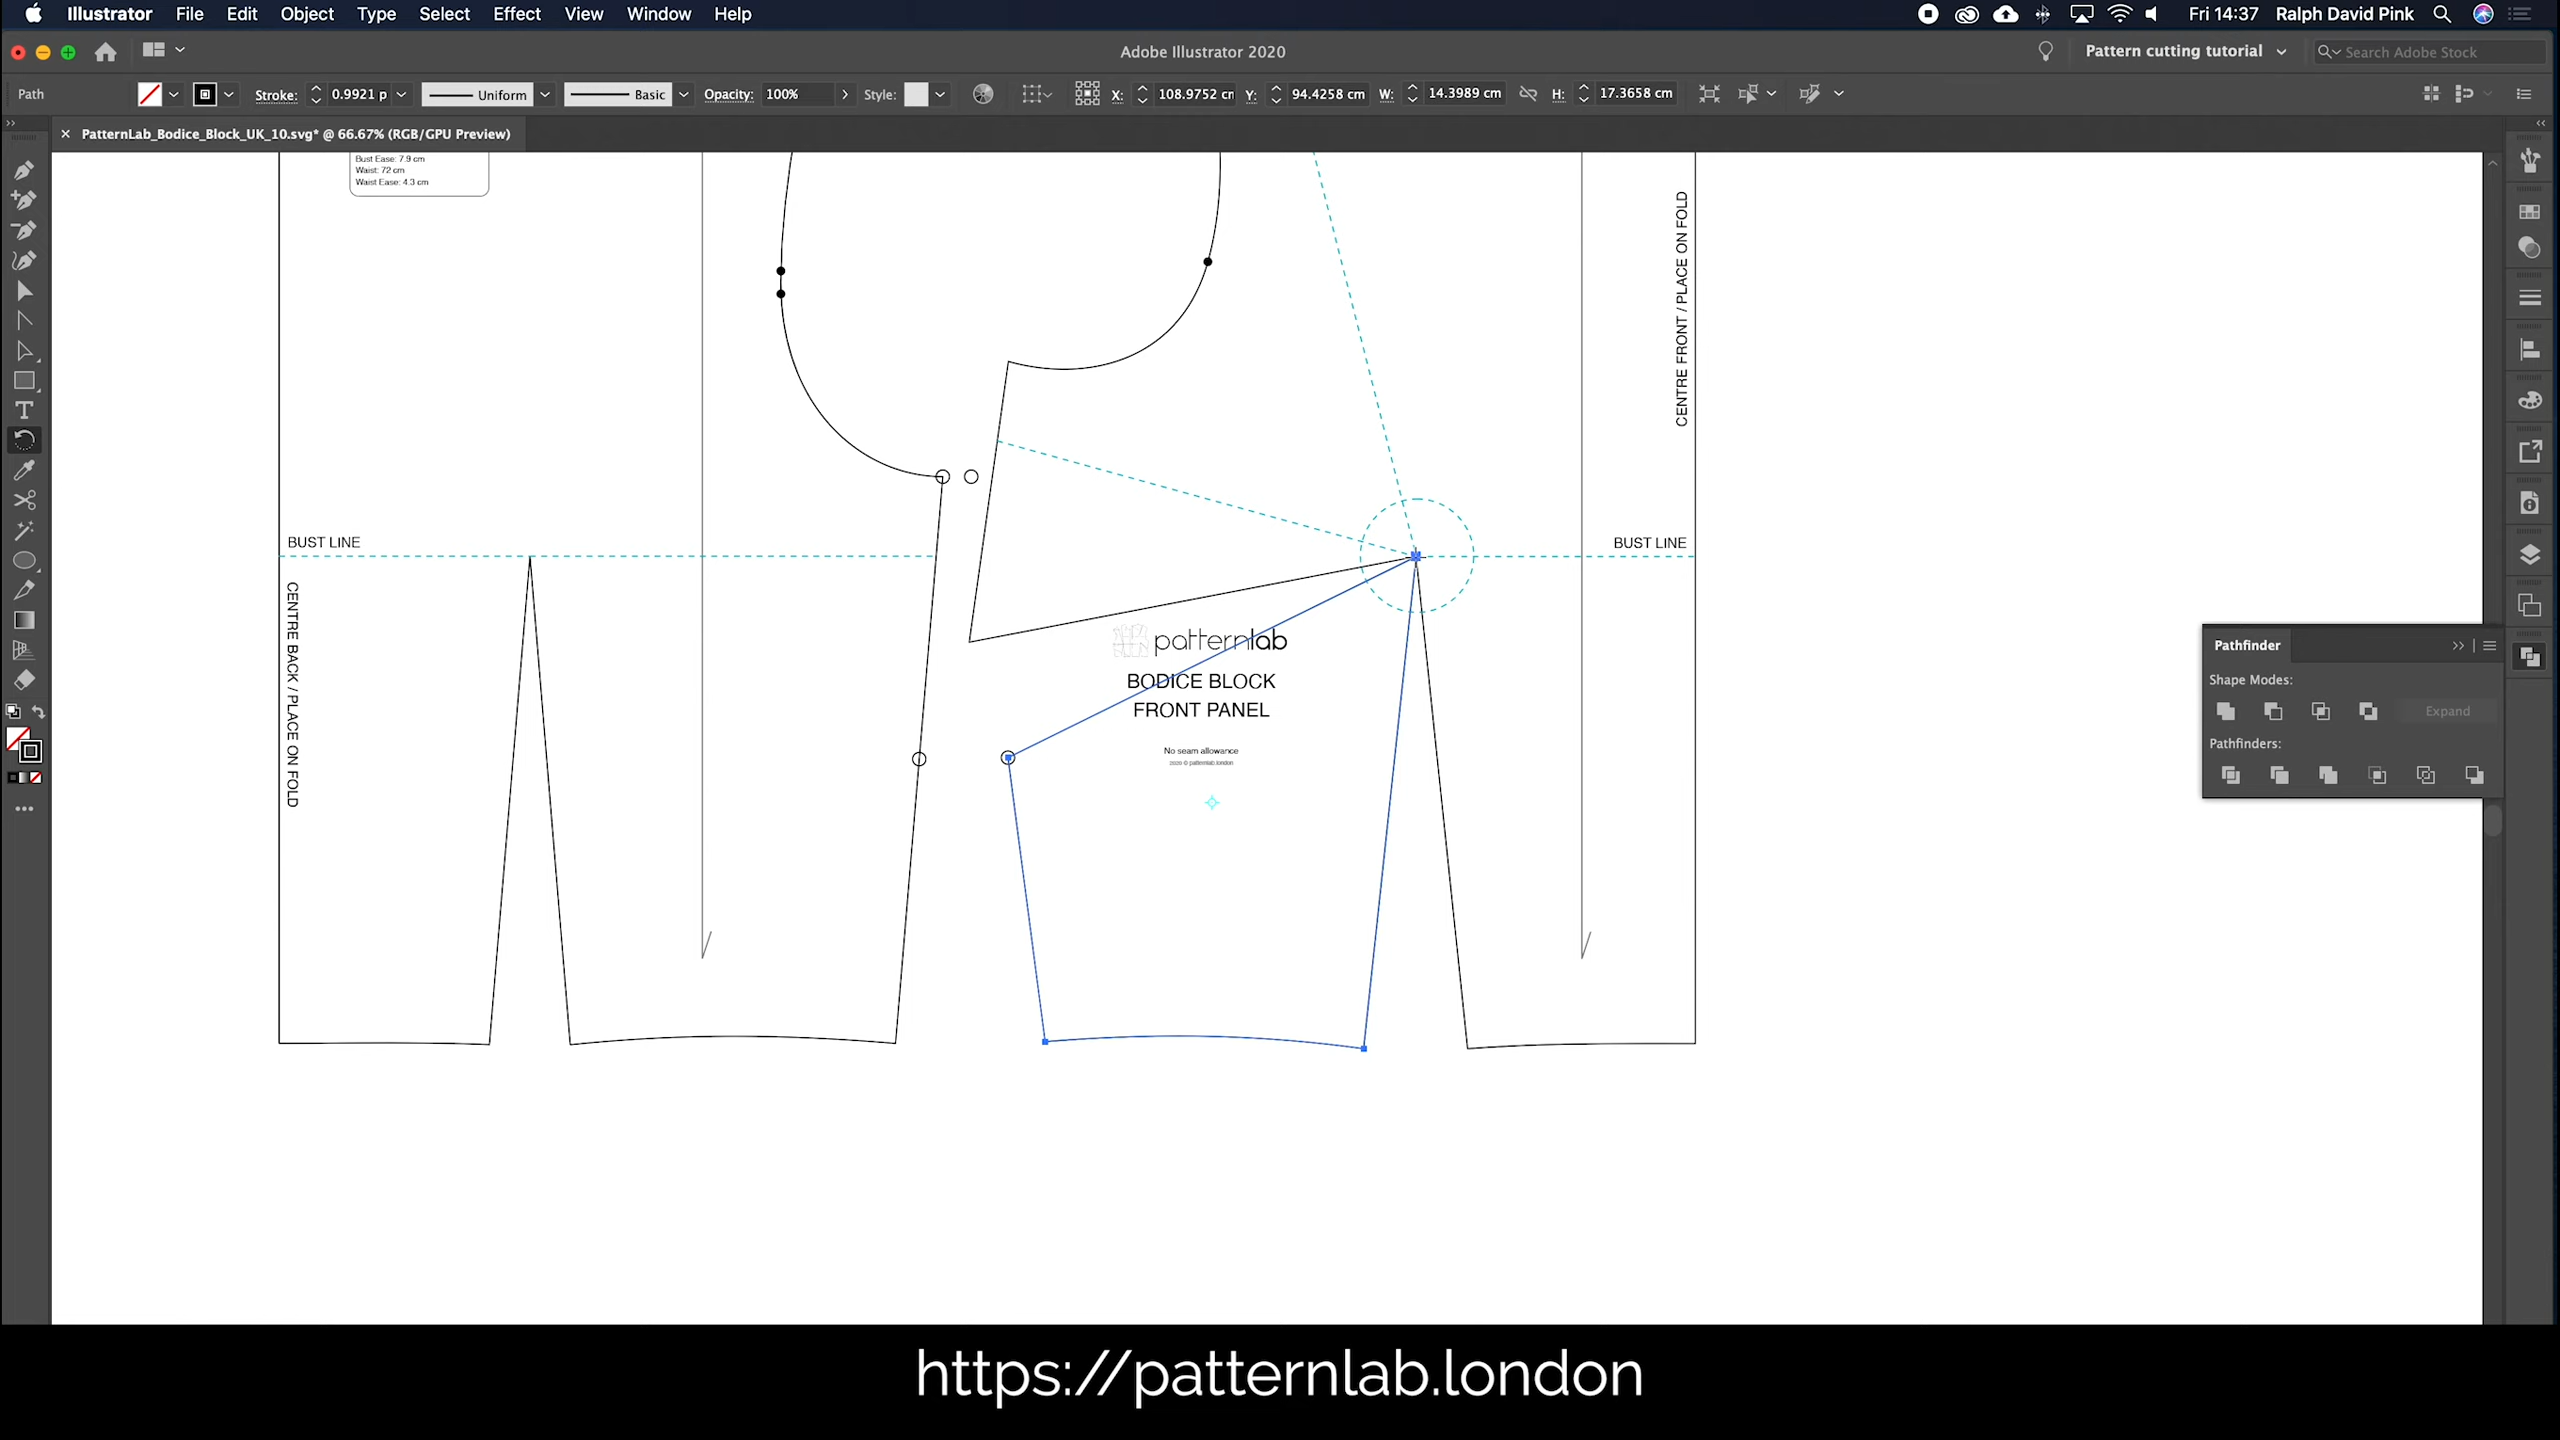 Illustrator File Edit Object Type Select Effect View Window Help
Fri 14:37 Ralph David Pink
Adobe Illustrator 2020
Pattern cutting tutorial
Search Adobe Stock
Path
Stroke: 0.9921 p
Uniform
Basic
Opacity: 100%
Style:
X: 108.9752 cm
Y: 94.4258 cm
W: 14.3989 cm
H: 17.3658 cm
PatternLab_Bodice_Block_UK_10.svg* @ 66.67% (RGB/GPU Preview)
Bust Ease: 7.9 cm
Waist: 72 cm
Waist Ease: 4.3 cm
CENTRE FRONT / PLACE ON FOLD
BUST LINE
BUST LINE
CENTRE BACK / PLACE ON FOLD
patternlab
BODICE BLOCK
FRONT PANEL
No seam allowance
2020 © patternlab.london
Pathfinder
Shape Modes:
Expand
Pathfinders:
https://patternlab.london